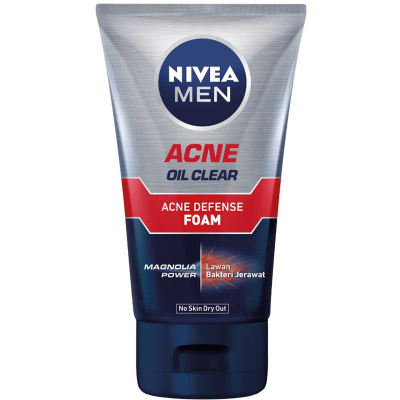 NIVEA
MEN
ACNE
OIL CLEAR
ACNE DEFENSE
FOAM
MAGNOLIA
POWER
Lawan
Bakteri Jerawat
No Skin Dry Out